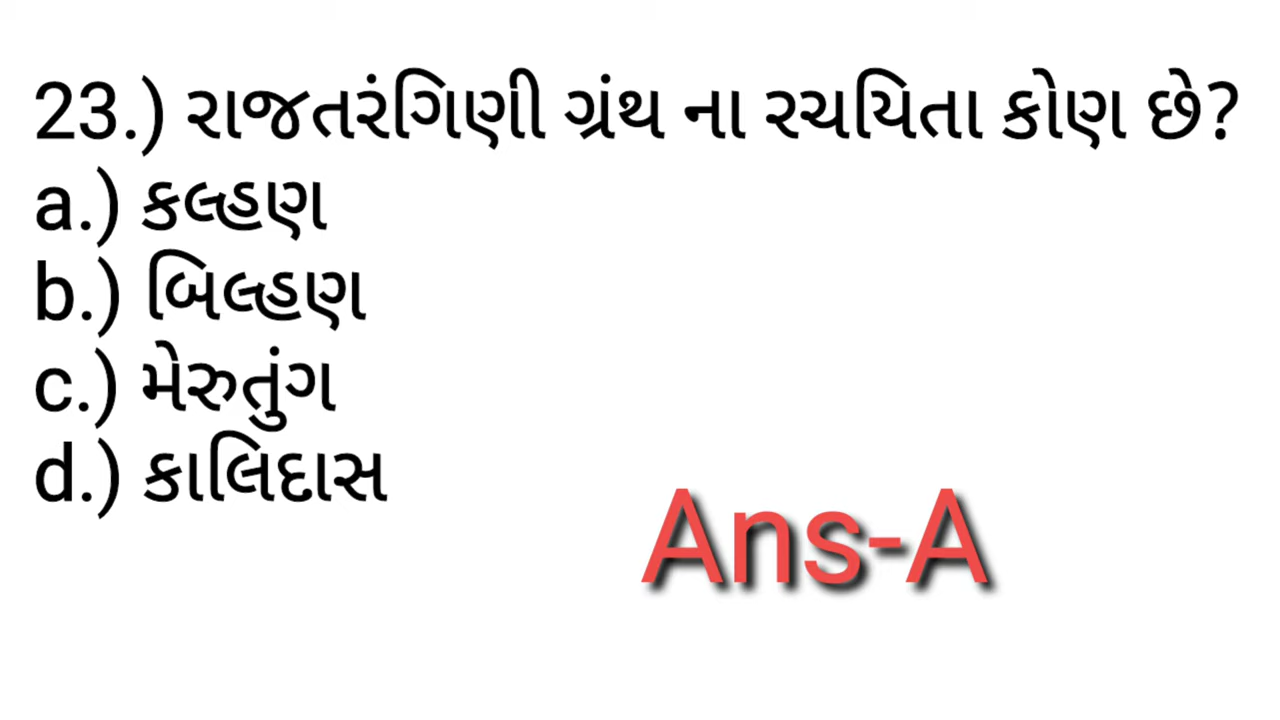 23.) રાજતરંગિણી ગ્રંથ ના રચયિતા કોણ છે?
a.) કલ્હણ
b.) બિલ્હણ
c.) મેરુતુંગ
d.) કાલિદાસ
Ans-A